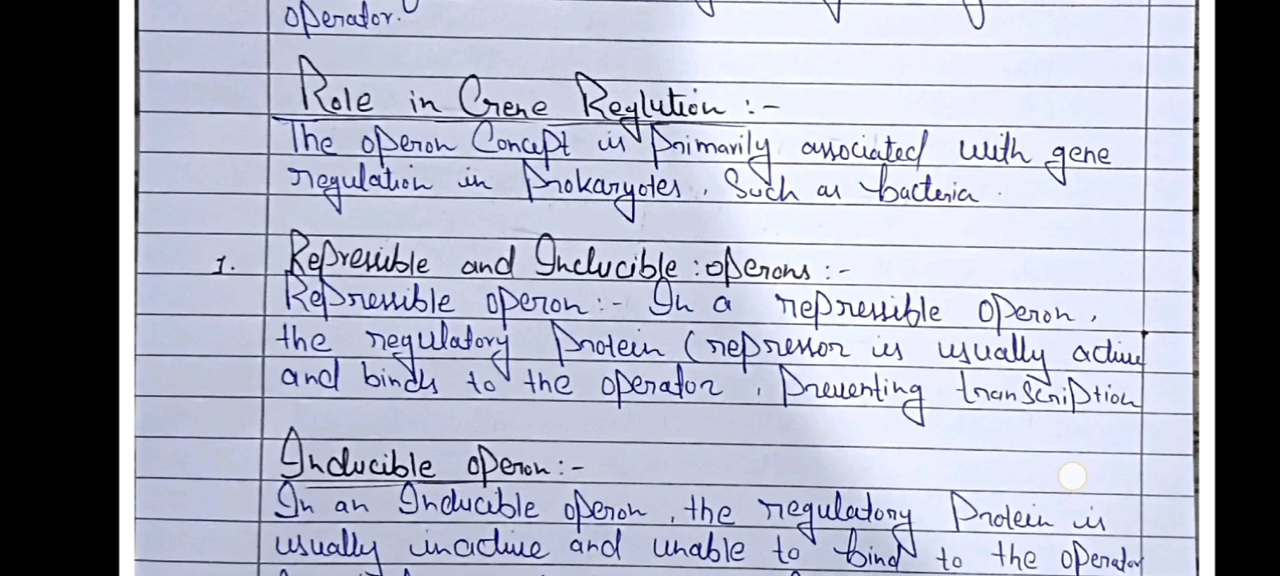 operator.
Role in Gene Reglution :-
The operon Concept is primarily associated with gene
regulation in prokaryotes, Such as bacteria.
1. Repressible and Inclucible : operons :-
Repressible operon :- In a repressible operon,
the regulatory protein (repressor is usually active
and binds to the operator, preventing transcription
Inducible operon :-
In an Inducible operon, the regulatory Protein is
usually inactive and unable to bind to the operator